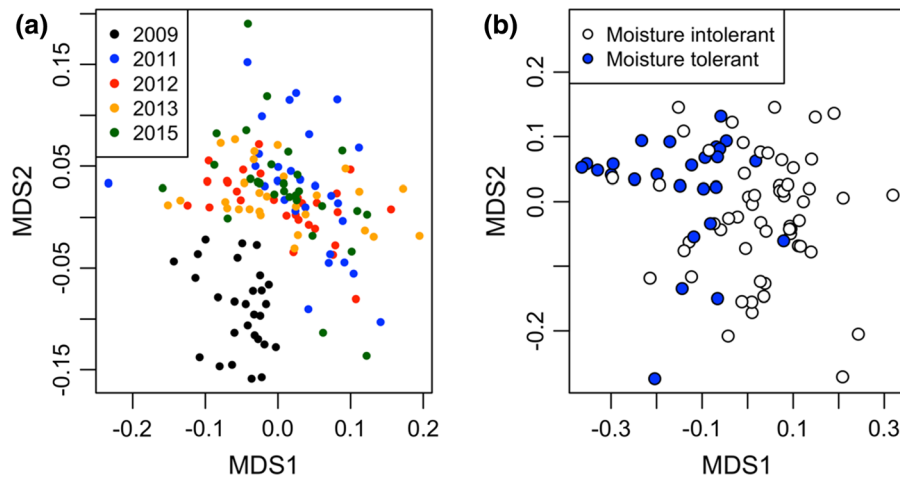 (a)
2009
2011
2012
2013
2015
0.15
0.05
-0.05
-0.15
MDS2
-0.2
-0.1
0.0
0.1
0.2
MDS1
(b)
Moisture intolerant
Moisture tolerant
0.2
0.1
0.0
-0.2
MDS2
-0.3
-0.1
0.1
0.3
MDS1